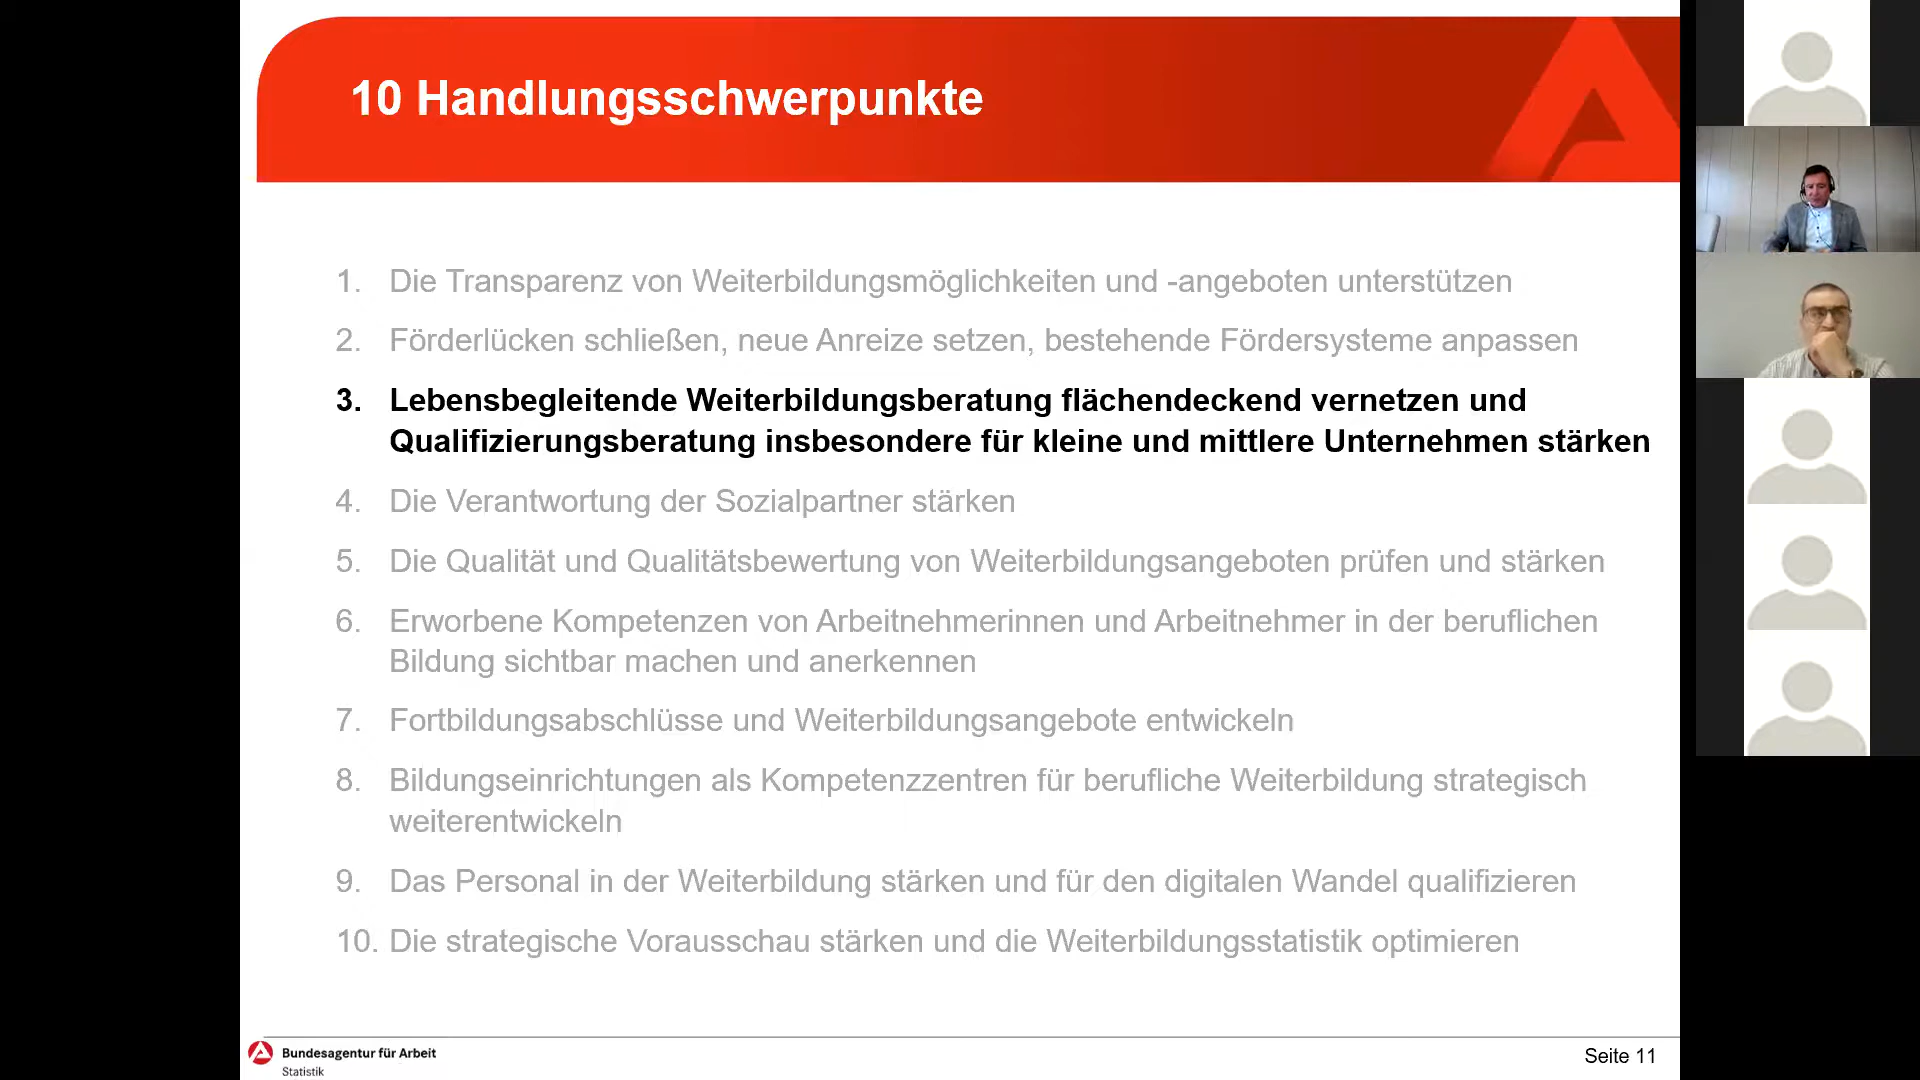 10 Handlungsschwerpunkte
1. Die Transparenz von Weiterbildungsmöglichkeiten und -angeboten unterstützen
2. Förderlücken schließen, neue Anreize setzen, bestehende Fördersysteme anpassen
3. Lebensbegleitende Weiterbildungsberatung flächendeckend vernetzen und
Qualifizierungsberatung insbesondere für kleine und mittlere Unternehmen stärken
4. Die Verantwortung der Sozialpartner stärken
5. Die Qualität und Qualitätsbewertung von Weiterbildungsangeboten prüfen und stärken
6. Erworbene Kompetenzen von Arbeitnehmerinnen und Arbeitnehmer in der beruflichen
Bildung sichtbar machen und anerkennen
7. Fortbildungsabschlüsse und Weiterbildungsangebote entwickeln
8. Bildungseinrichtungen als Kompetenzzentren für berufliche Weiterbildung strategisch
weiterentwickeln
9. Das Personal in der Weiterbildung stärken und für den digitalen Wandel qualifizieren
10. Die strategische Vorausschau stärken und die Weiterbildungsstatistik optimieren
Bundesagentur für Arbeit
Statistik
Seite 11